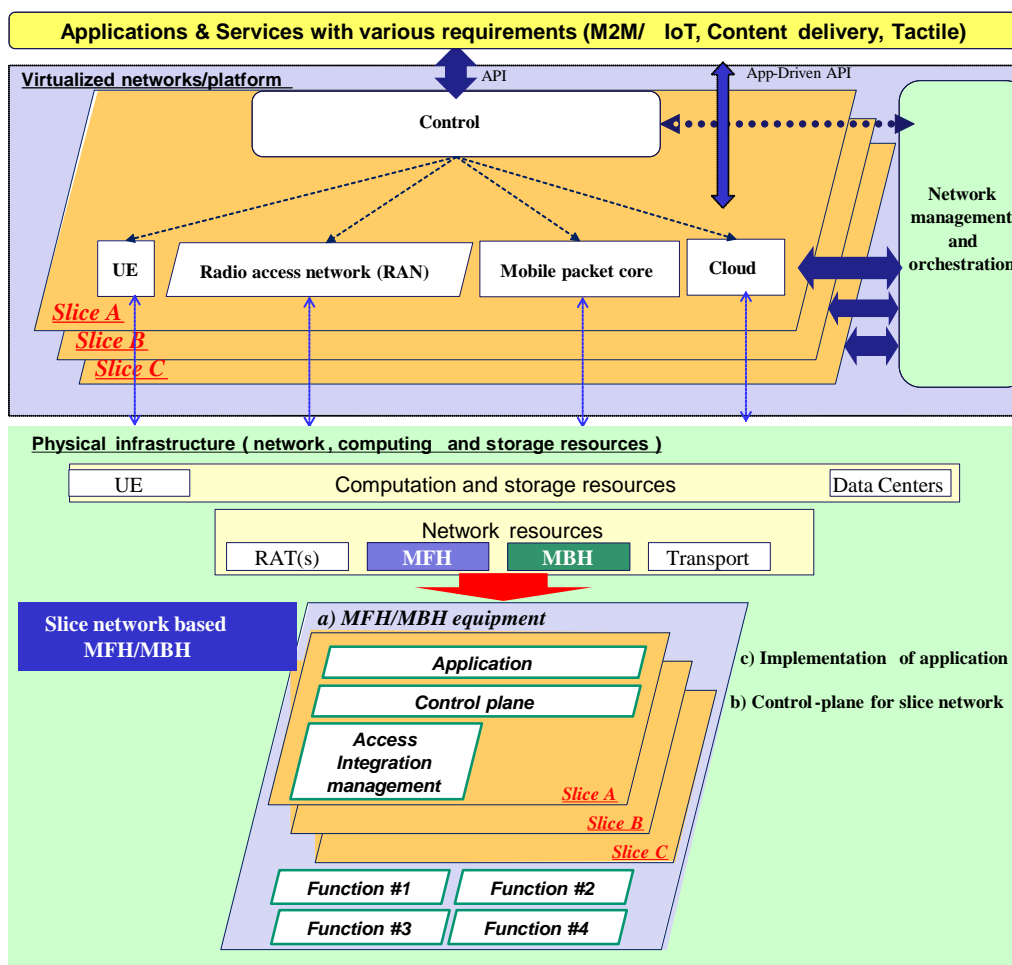 Applications & Services with various requirements (M2M/ IoT, Content delivery, Tactile)
Virtualized networks/platform
API
App-Driven API
Control
Network
management
and
orchestration
UE
Radio access network (RAN)
Mobile packet core
Cloud
Slice A
Slice B
Slice C
Physical infrastructure ( network, computing and storage resources )
UE
Computation and storage resources
Data Centers
Network resources
RAT(s)
MFH
MBH
Transport
Slice network based
MFH/MBH
a) MFH/MBH equipment
Application
c) Implementation of application
Control plane
b) Control-plane for slice network
Access
Integration
management
Slice A
Slice B
Slice C
Function #1
Function #2
Function #3
Function #4